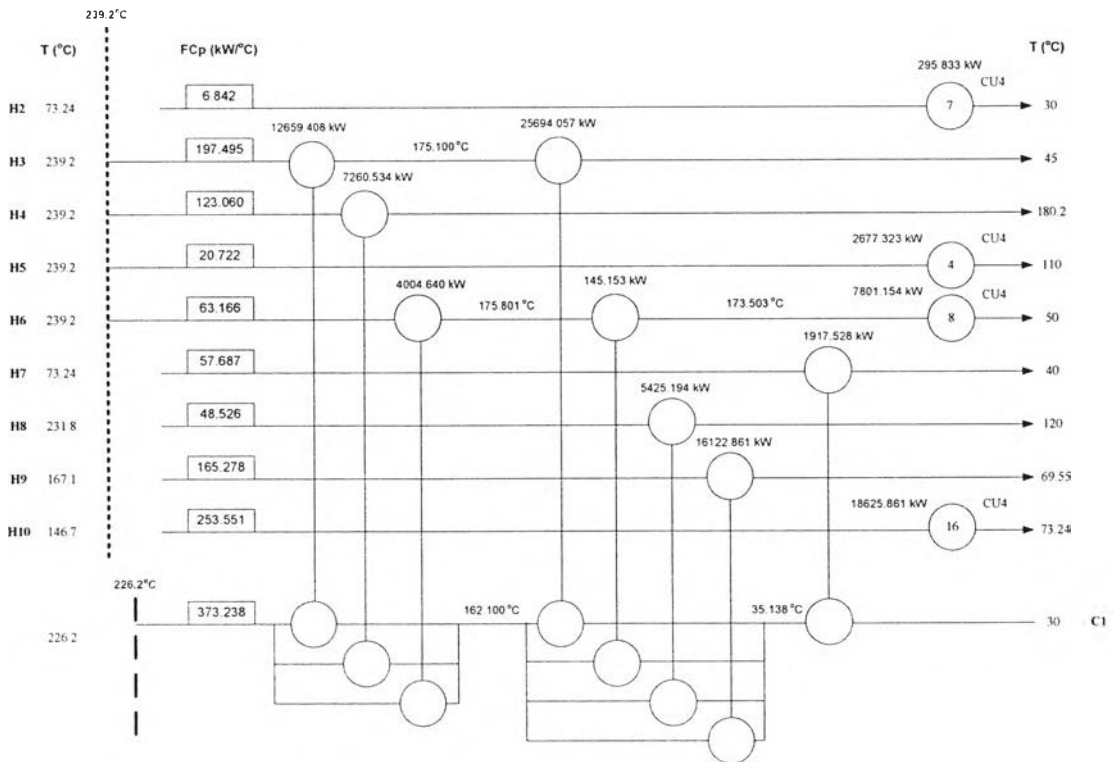 239.2°C
T (°C) FCp (kW/°C) T (°C)
295 833 kW
CU4
H2 73.24 6.842 7 30
12659 408 kW 25694 057 kW
H3 239.2 197.495 175.100 °C 45
7260.534 kW
H4 239.2 123.060 180.2
2677 323 kW CU4
H5 239.2 20.722 4 110
4004.640 kW 145.153 kW 7801.154 kW CU4
H6 239.2 63.166 175.801 °C 173.503 °C 8 50
1917.528 kW
H7 73.24 57.687 40
5425.194 kW
H8 231.8 48.526 120
16122 861 kW
H9 167.1 165.278 69.55
18625.861 kW CU4
H10 146.7 253.551 16 73.24
226.2°C
373.238 162 100 °C 35.138 °C
226.2 30 C1